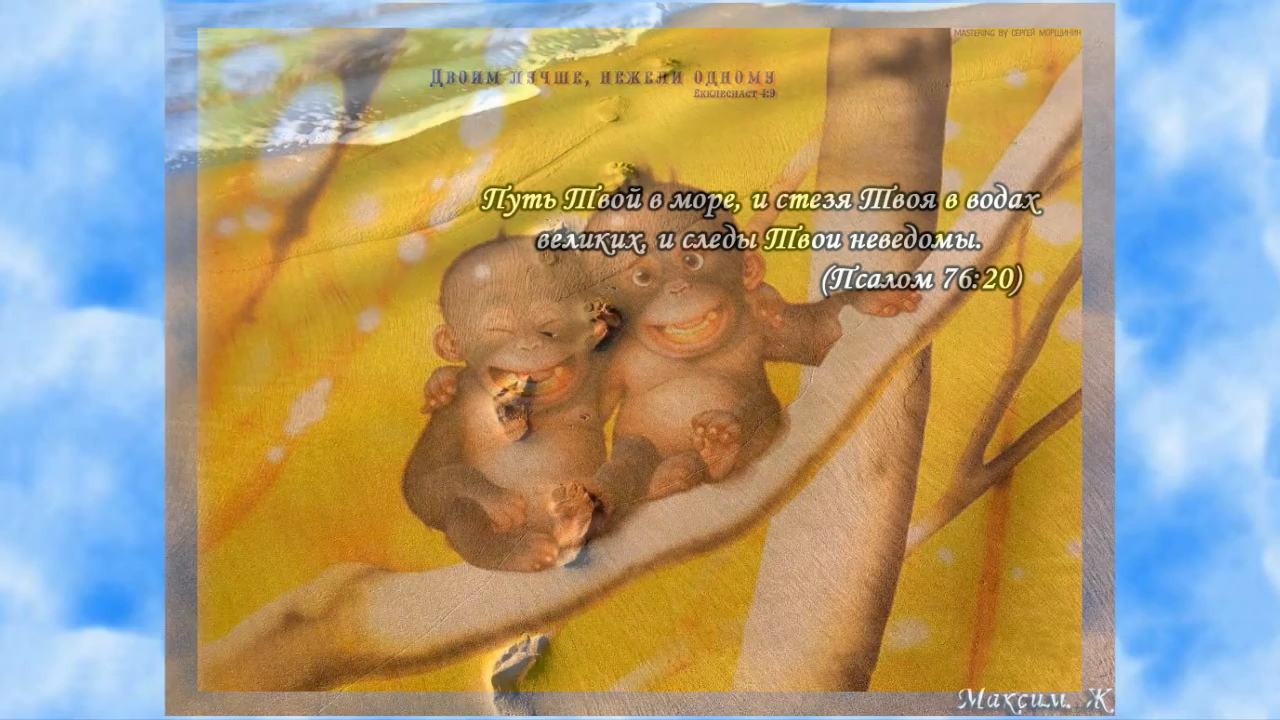 MASTERING BY СЕРГЕЙ МОРЩИНИН
Двоим лучше, нежели одному
Екклесиаст 4:9
Путь Твой в море, и стезя Твоя в водах
великих, и следы Твои неведомы.
(Псалом 76:20)
Максим. Ж